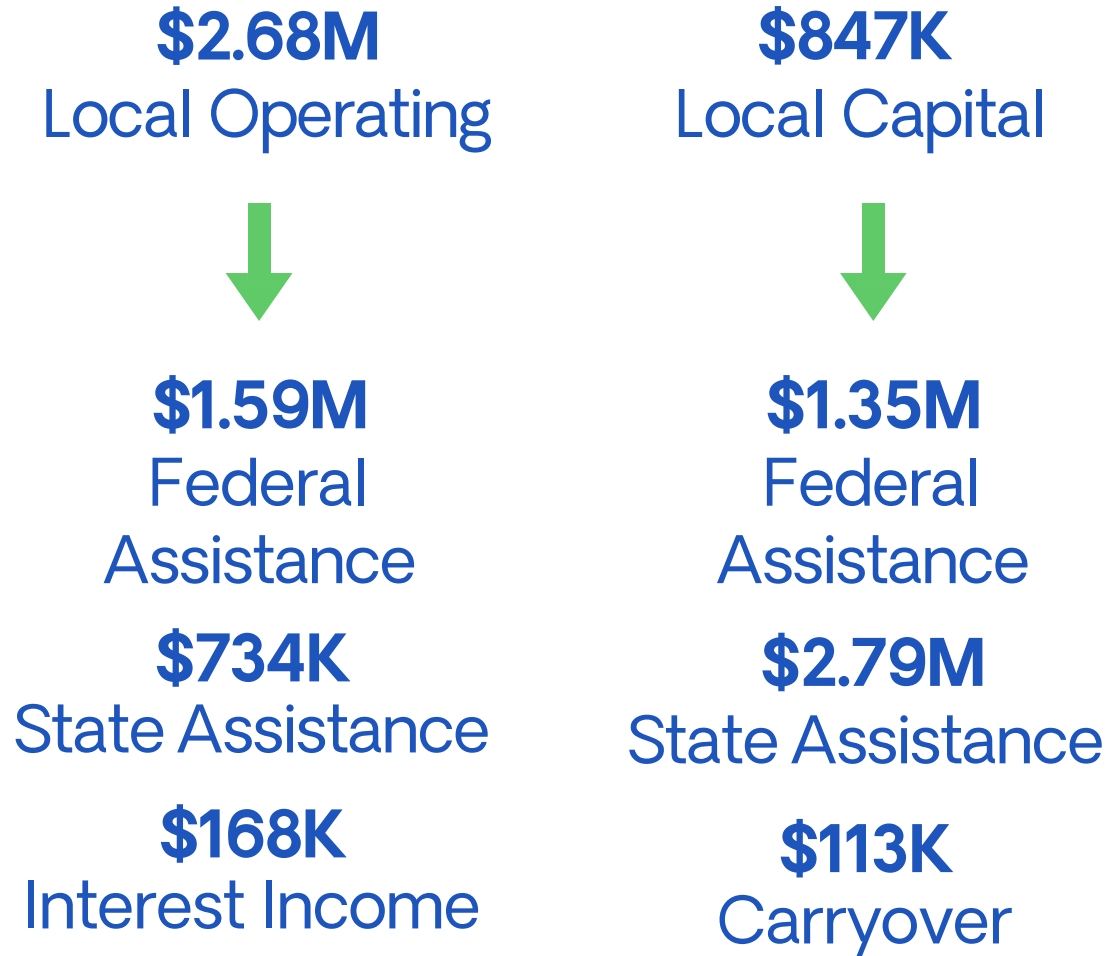 $2.68M
Local Operating
$1.59M
Federal
Assistance
$734K
State Assistance
$168K
Interest Income
$847K
Local Capital
$1.35M
Federal
Assistance
$2.79M
State Assistance
$113K
Carryover